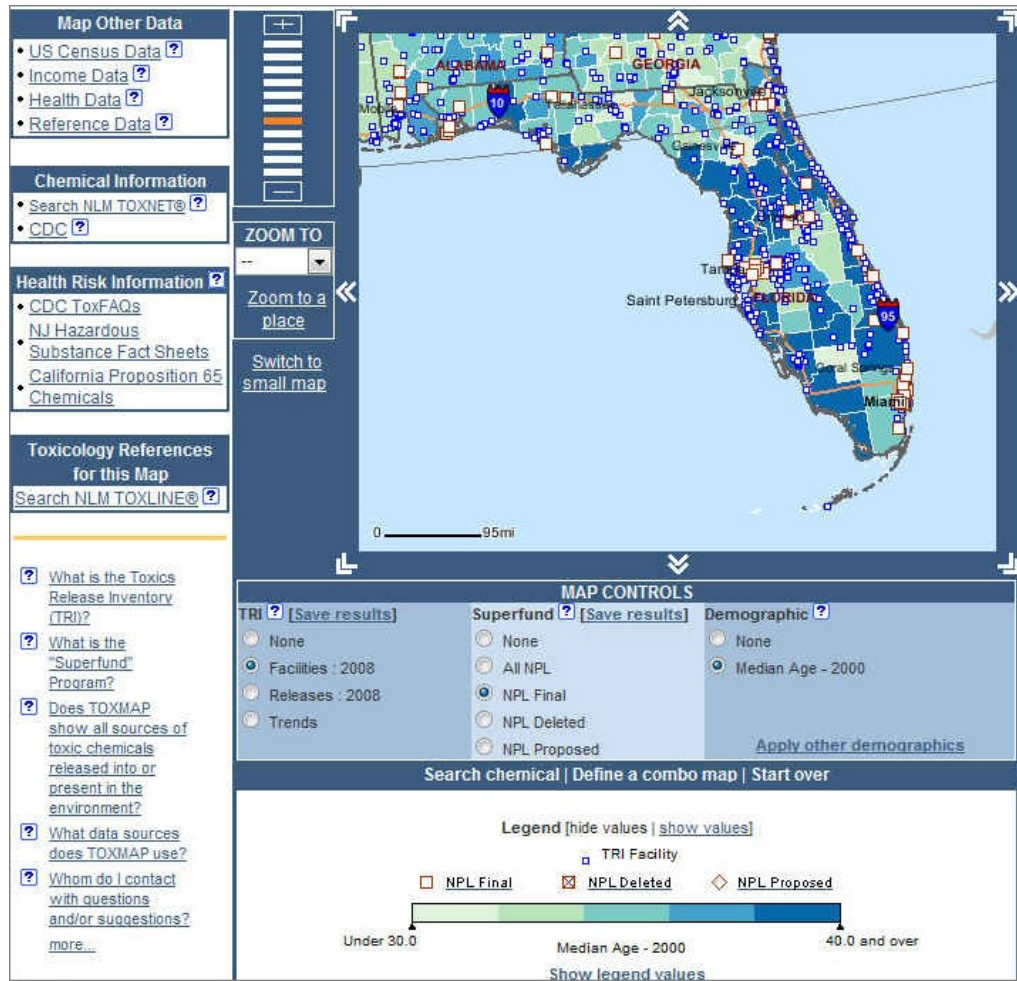 Map Other Data
US Census Data ?
Income Data ?
Health Data ?
Reference Data ?
Chemical Information
Search NLM TOXNET® ?
CDC ?
Health Risk Information ?
CDC ToxFAQs
NJ Hazardous
Substance Fact Sheets
California Proposition 65
Chemicals
Toxicology References
for this Map
Search NLM TOXLINE® ?
? What is the Toxics
Release Inventory
(TRI)?
? What is the
"Superfund"
Program?
? Does TOXMAP
show all sources of
toxic chemicals
released into or
present in the
environment?
? What data sources
does TOXMAP use?
? Whom do I contact
with questions
and/or suggestions?
more...
ZOOM TO
--
Zoom to a
place
Switch to
small map
ALABAMA
GEORGIA
Jacksonville
10
Tallahassee
Mobile
Gainesville
Tampa
Saint Petersburg
FLORIDA
95
Coral Springs
Miami
0 95mi
MAP CONTROLS
TRI ? [Save results]
None
Facilities : 2008
Releases : 2008
Trends
Superfund ? [Save results]
None
All NPL
NPL Final
NPL Deleted
NPL Proposed
Demographic ?
None
Median Age - 2000
Apply other demographics
Search chemical | Define a combo map | Start over
Legend [hide values | show values]
TRI Facility
NPL Final NPL Deleted NPL Proposed
Under 30.0 40.0 and over
Median Age - 2000
Show legend values